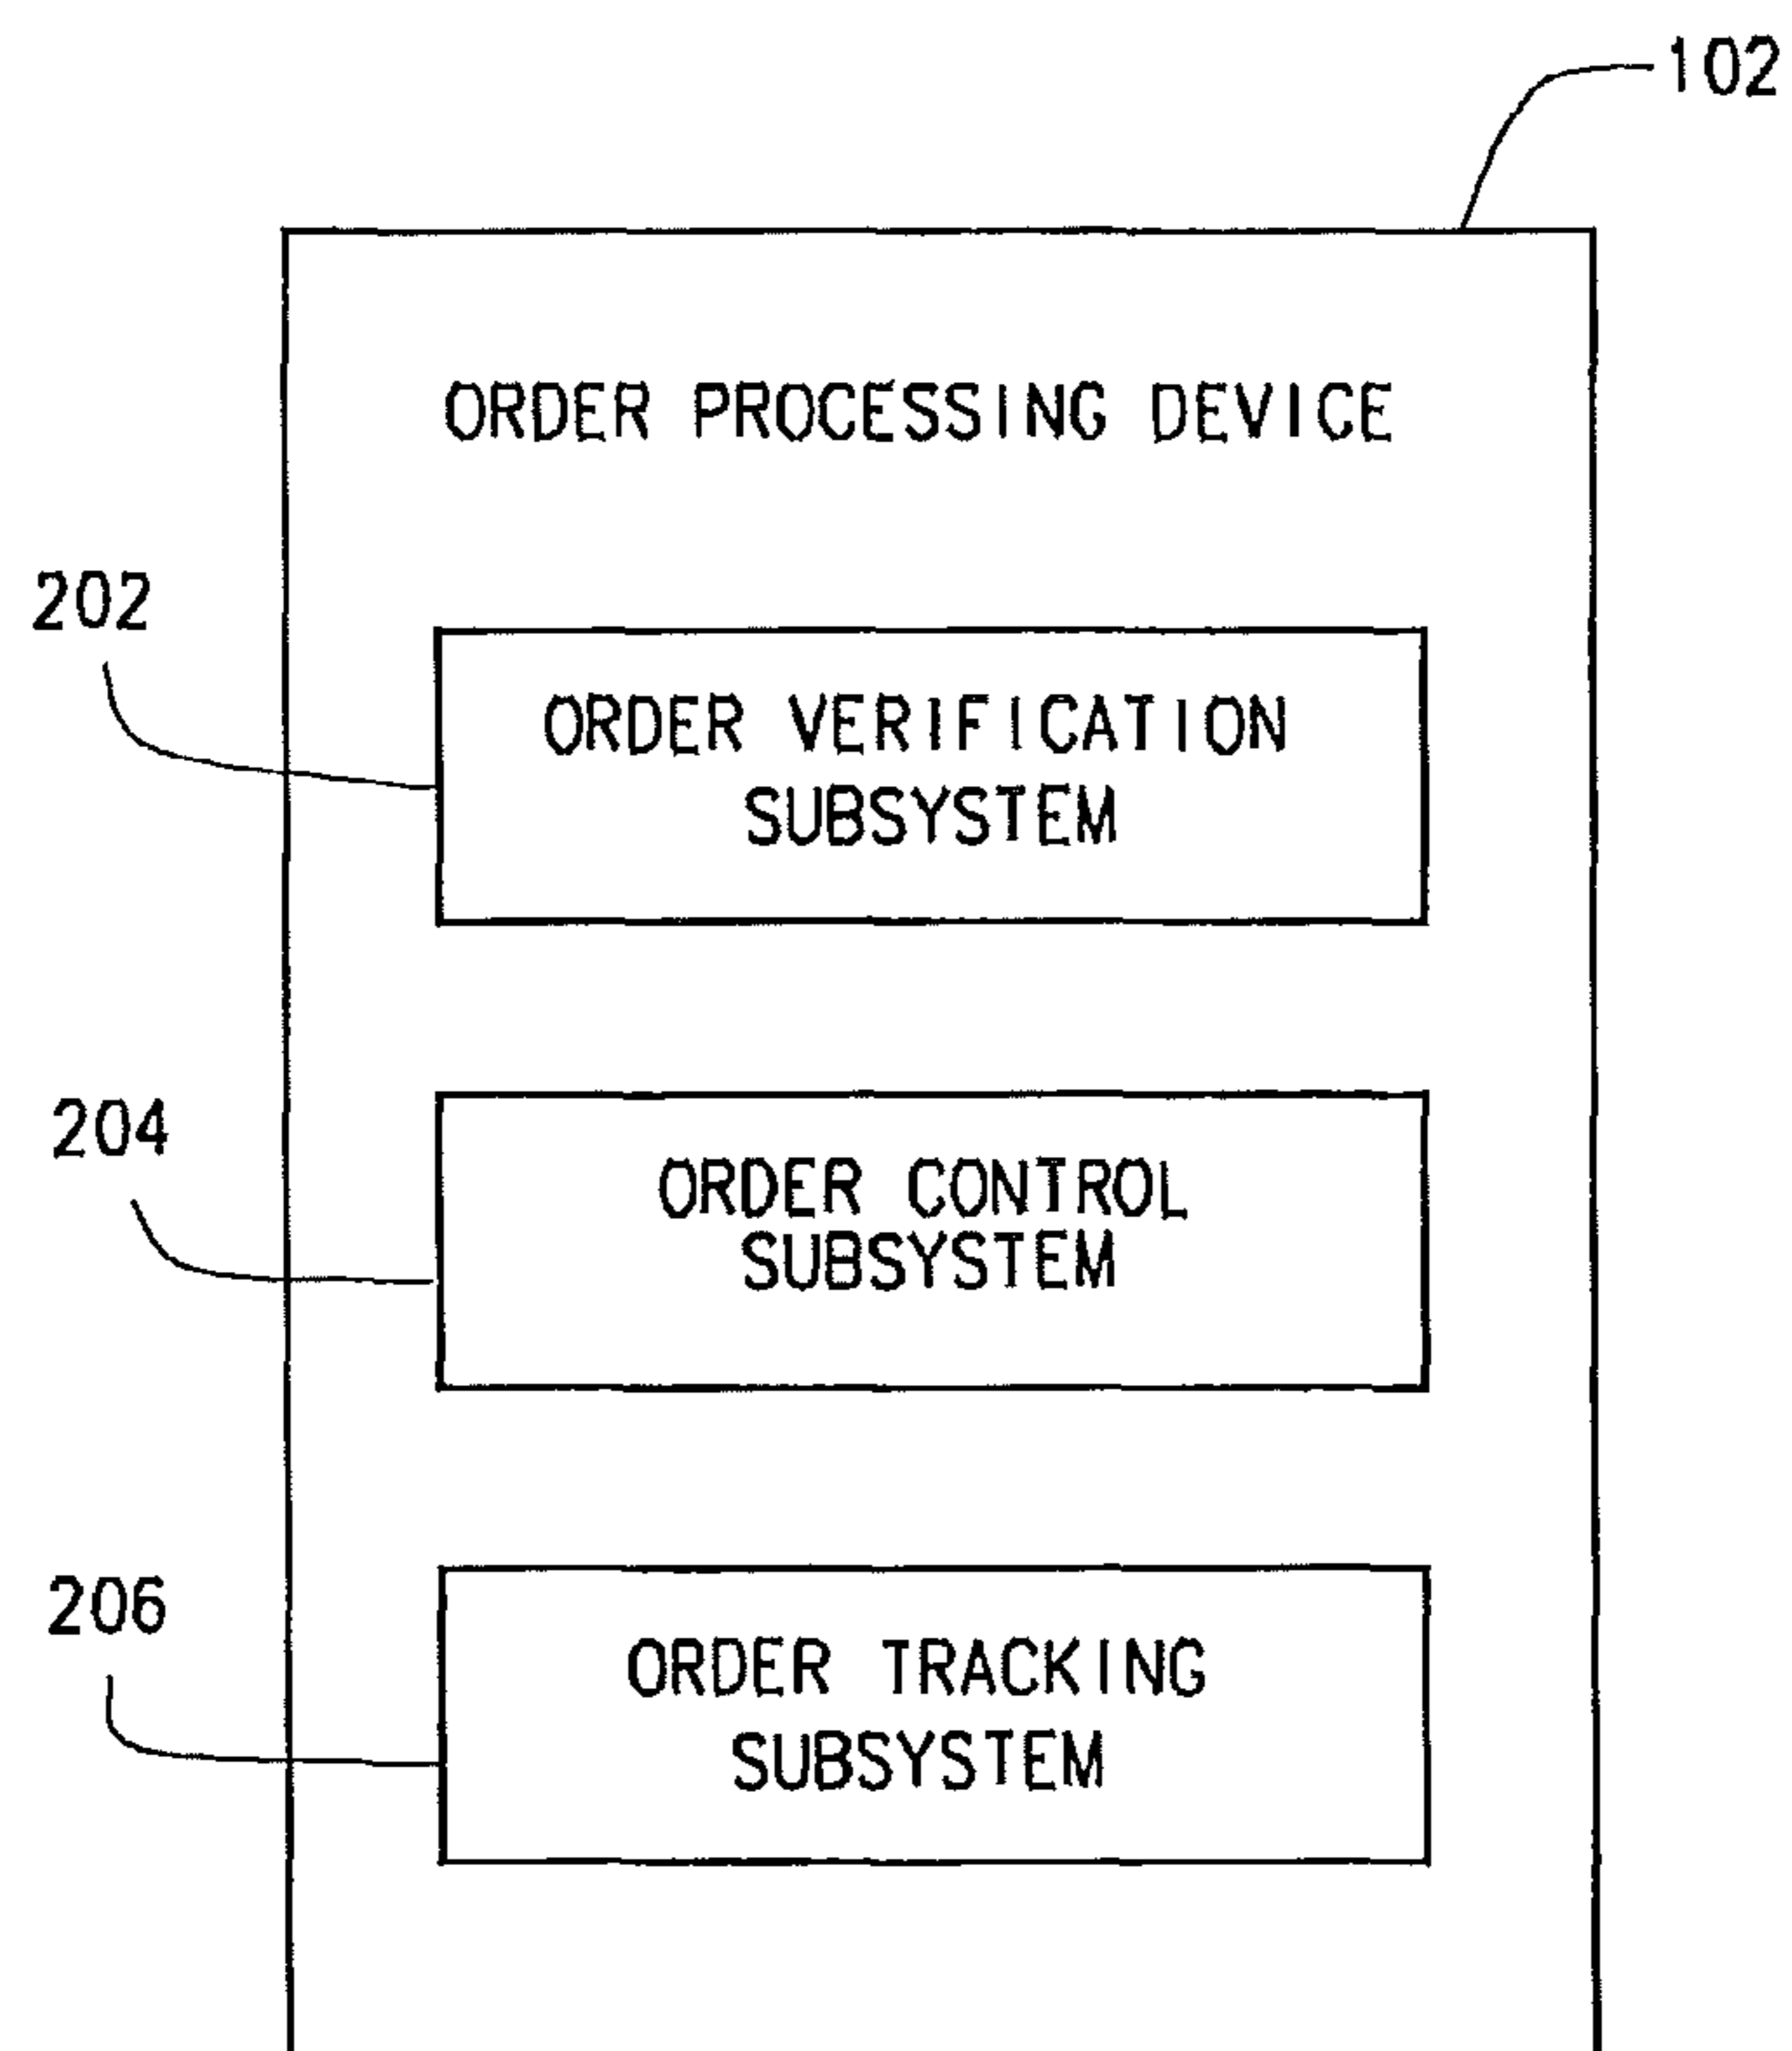 102
ORDER PROCESSING DEVICE
202
ORDER VERIFICATION
SUBSYSTEM
204
ORDER CONTROL
SUBSYSTEM
206
ORDER TRACKING
SUBSYSTEM